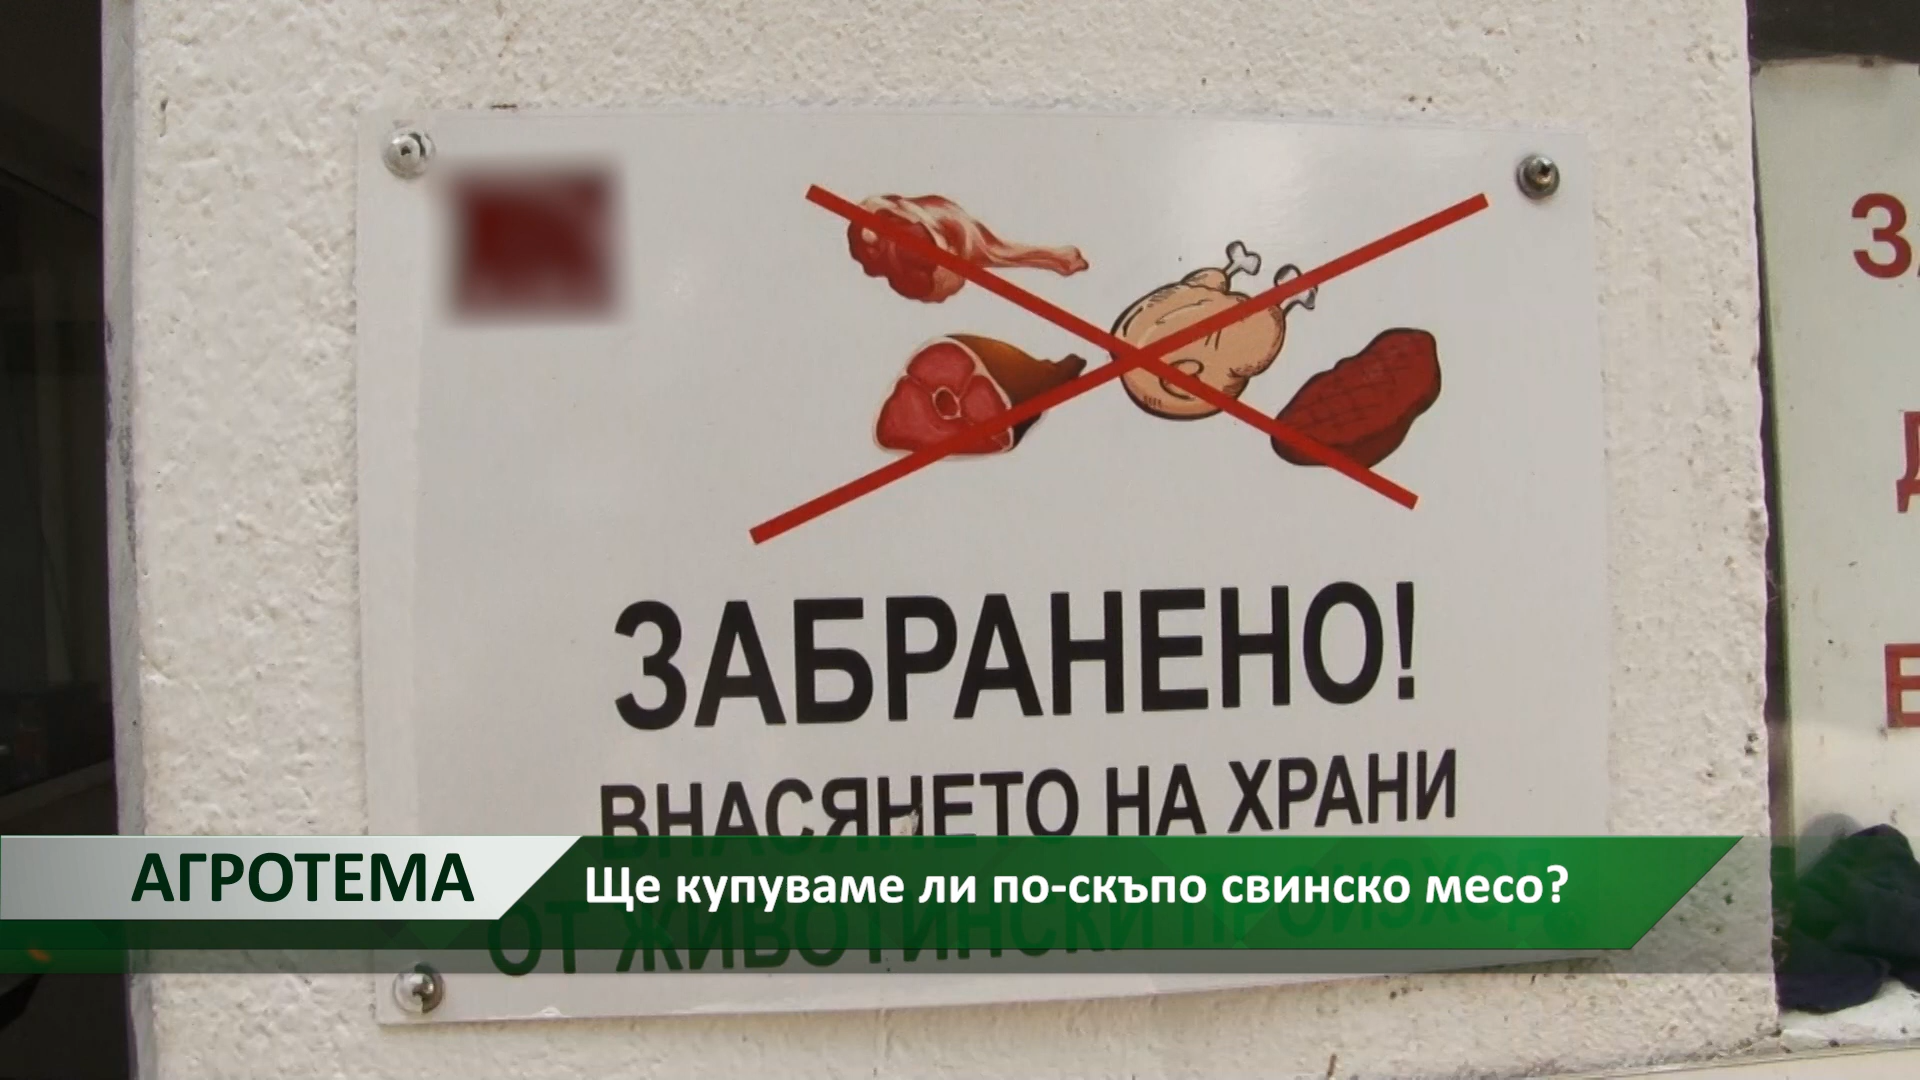 ЗАБРАНЕНО!
ВНАСЯНЕТО НА ХРАНИ
ОТ ЖИВОТИНСКИ ПРОИЗХОД
АГРОТЕМА
Ще купуваме ли по-скъпо свинско месо?